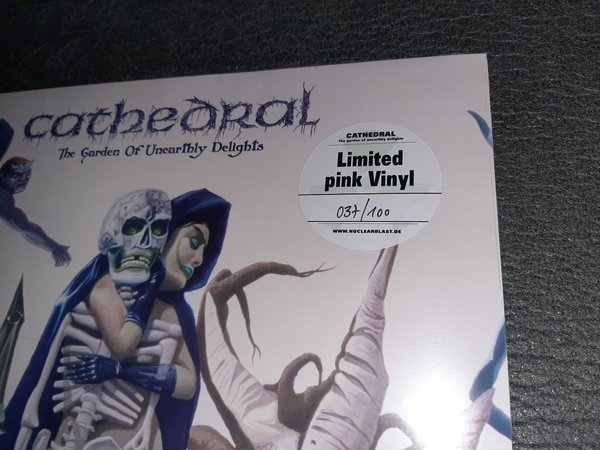 cathedral
The Garden Of Unearthly Delights
CATHEDRAL
The garden of unearthly delights
Limited
pink Vinyl
037/100
WWW.NUCLEARBLAST.DE